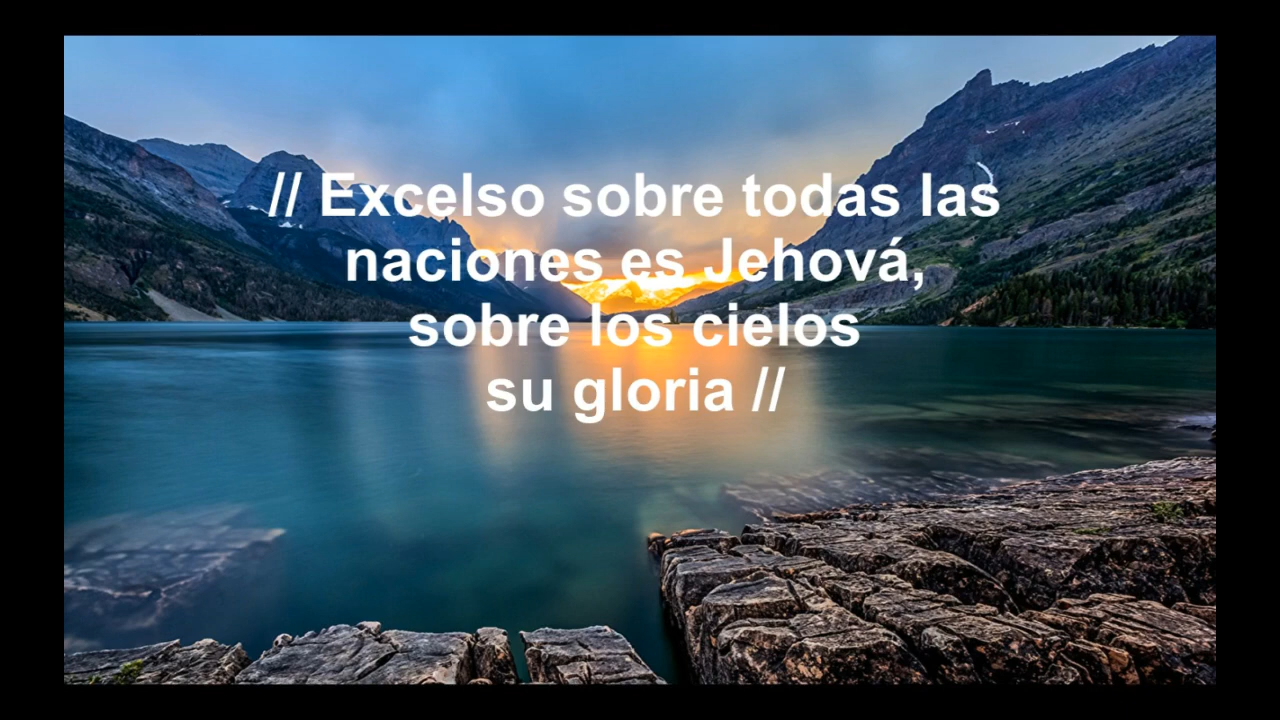 // Excelso sobre todas las
naciones es Jehová,
sobre los cielos
su gloria //